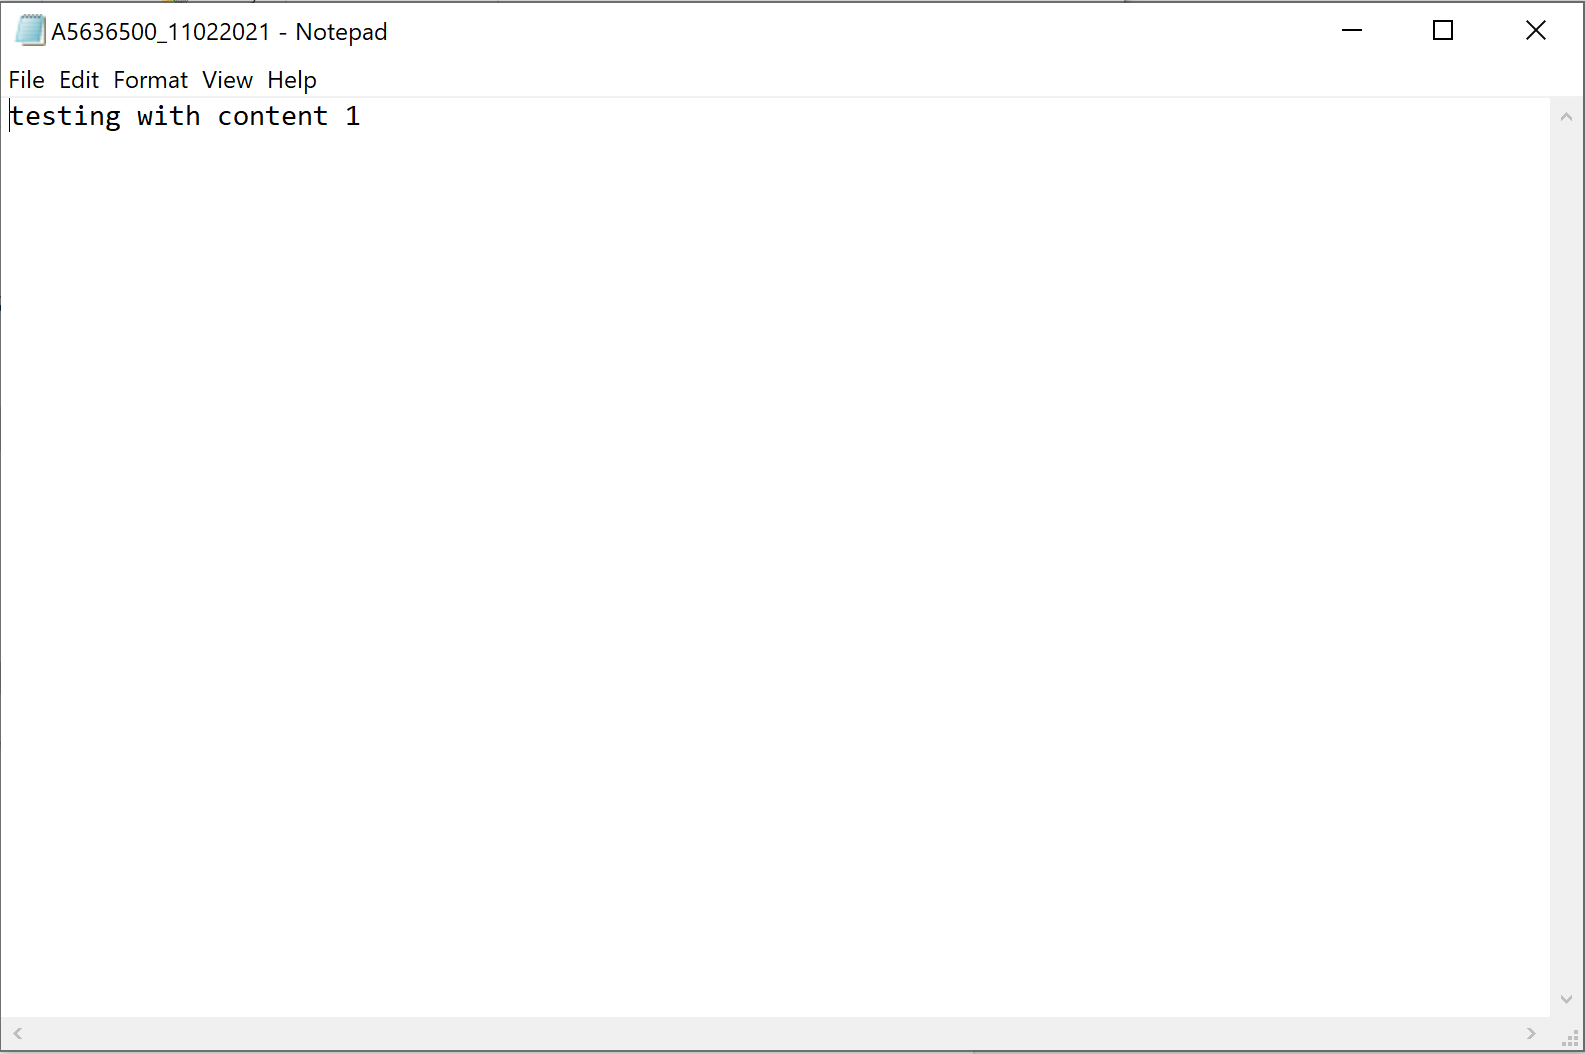 A5636500_11022021 - Notepad
File Edit Format View Help
testing with content 1